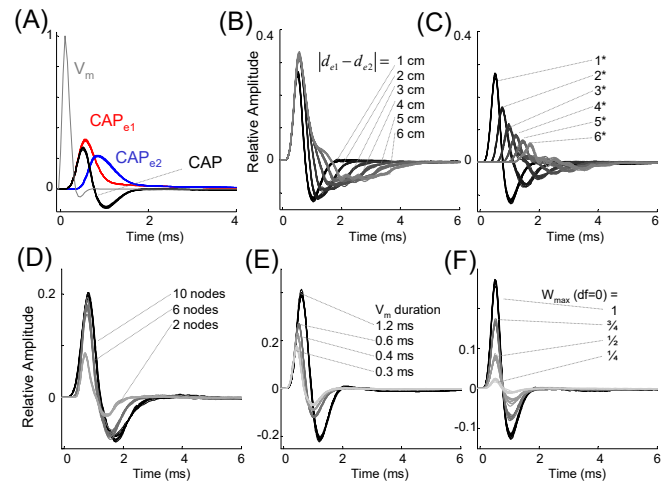 (A)
(B)
(C)
1
V_m
CAP_e1
CAP_e2
CAP
0
0 2 4
Time (ms)
Relative Amplitude
0.4
0
|d_e1 − d_e2| =
1 cm
2 cm
3 cm
4 cm
5 cm
6 cm
0 2 4 6
Time (ms)
0.4
0
1*
2*
3*
4*
5*
6*
0 2 4 6
Time (ms)
(D)
(E)
(F)
Relative Amplitude
0.2
0
10 nodes
6 nodes
2 nodes
0 2 4 6
Time (ms)
0.4
0.2
0
-0.2
V_m duration
1.2 ms
0.6 ms
0.4 ms
0.3 ms
0 2 4 6
Time (ms)
0.2
0.1
0
-0.1
W_max (df=0) =
1
¾
½
¼
0 2 4 6
Time (ms)